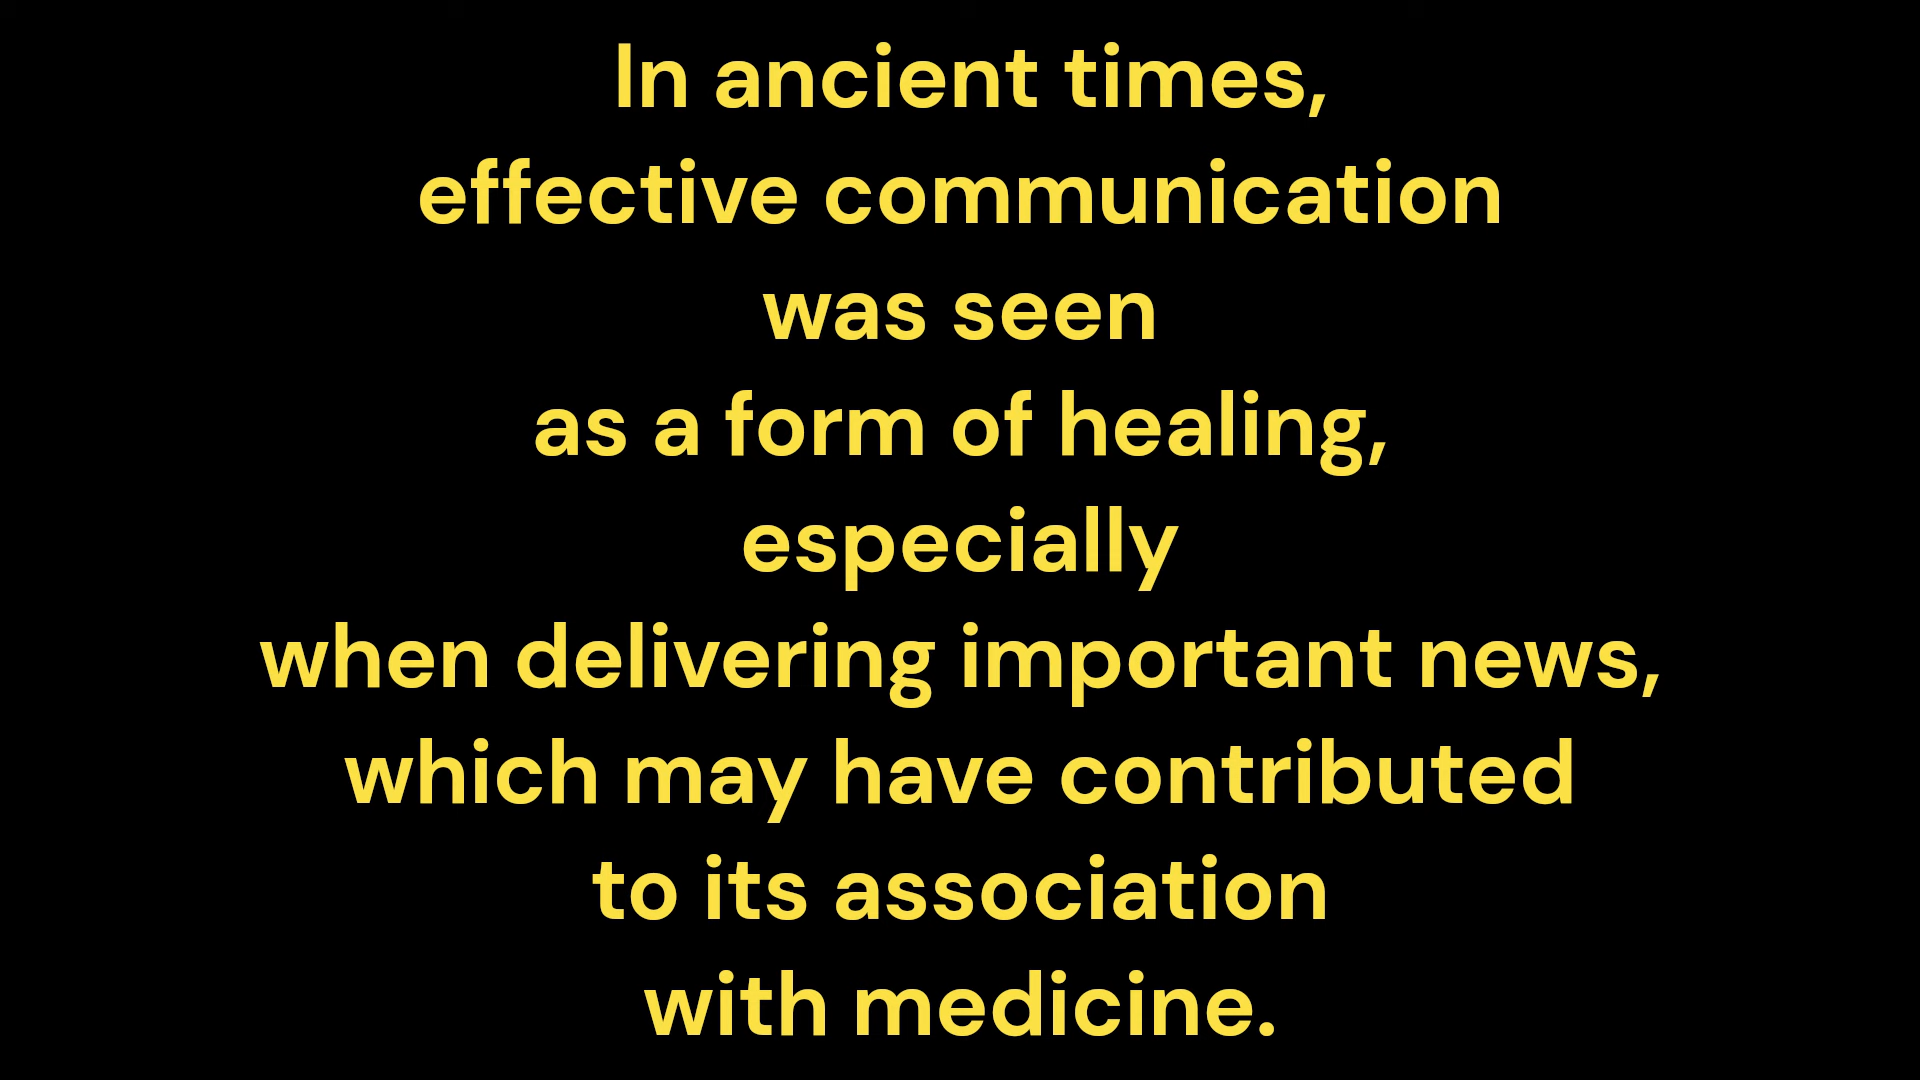 In ancient times,
effective communication
was seen
as a form of healing,
especially
when delivering important news,
which may have contributed
to its association
with medicine.